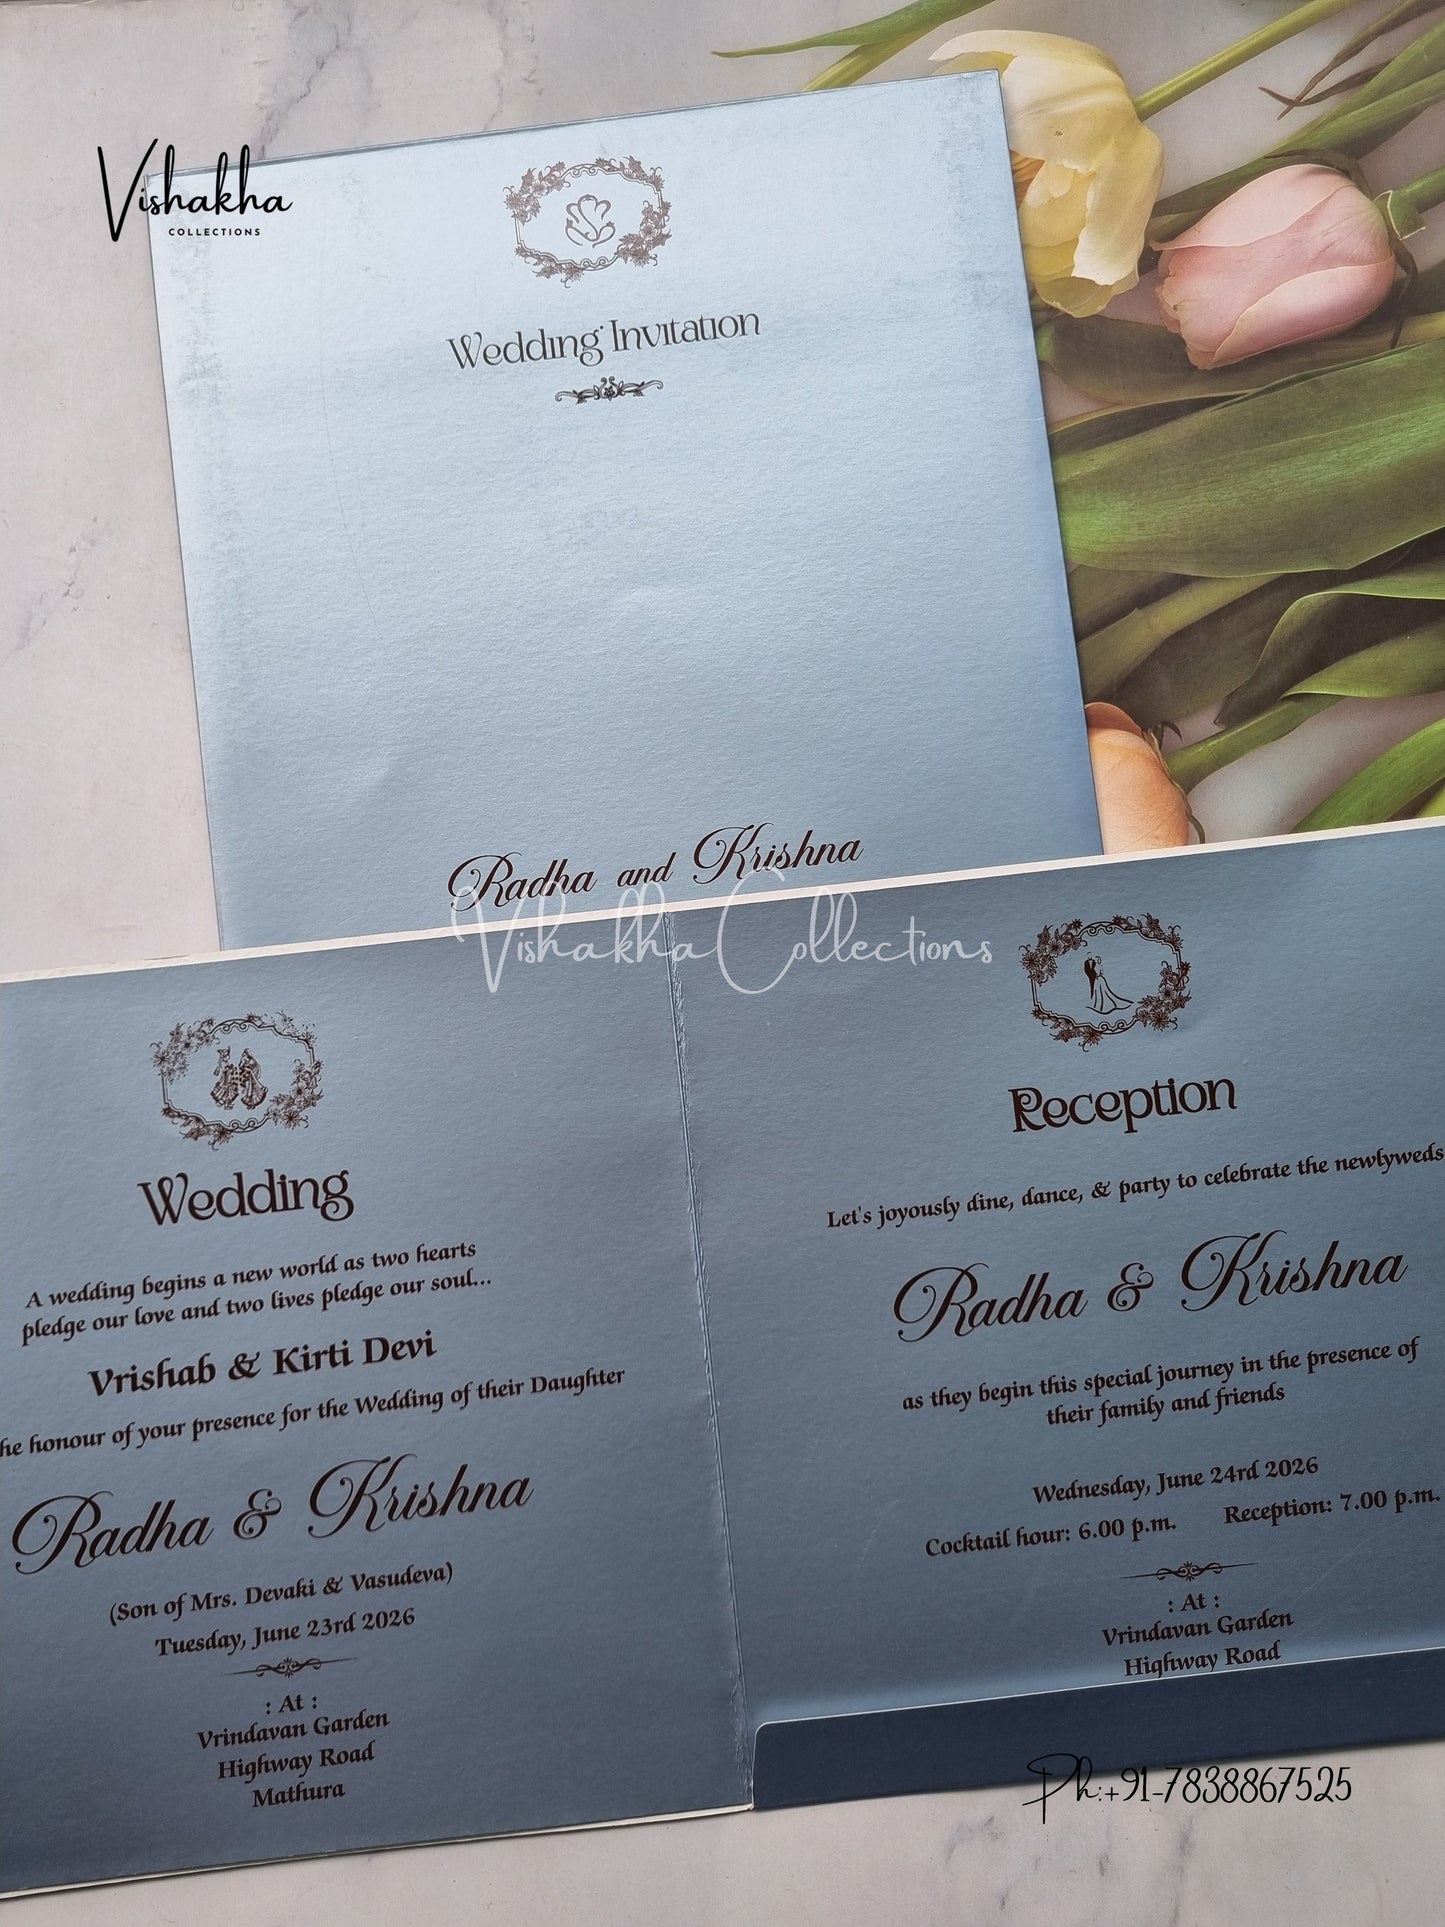 Vishakha
COLLECTIONS
Wedding Invitation
Radha and Krishna
Vishakha Collections
Wedding
A wedding begins a new world as two hearts
pledge our love and two lives pledge our soul...
Vrishab & Kirti Devi
honour of your presence for the Wedding of their Daughter
Radha & Krishna
(Son of Mrs. Devaki & Vasudeva)
Tuesday, June 23rd 2026
: At :
Vrindavan Garden
Highway Road
Mathura
Reception
Let's joyously dine, dance, & party to celebrate the newlyweds
Radha & Krishna
as they begin this special journey in the presence of
their family and friends
Wednesday, June 24rd 2026
Cocktail hour: 6.00 p.m. Reception: 7.00 p.m.
: At :
Vrindavan Garden
Highway Road
Ph:+91-7838867525